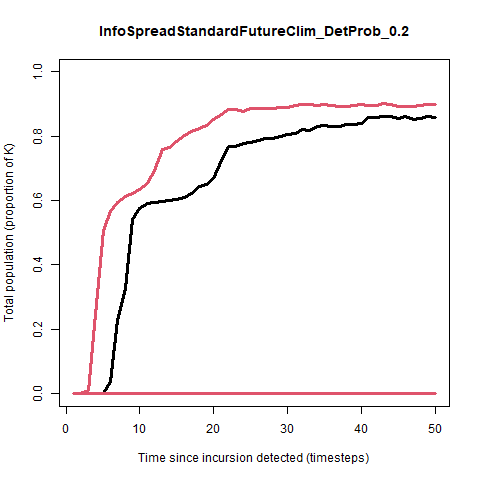 InfoSpreadStandardFutureClim_DetProb_0.2
Total population (proportion of K)
1.0
0.8
0.6
0.4
0.2
0.0
0 10 20 30 40 50
Time since incursion detected (timesteps)